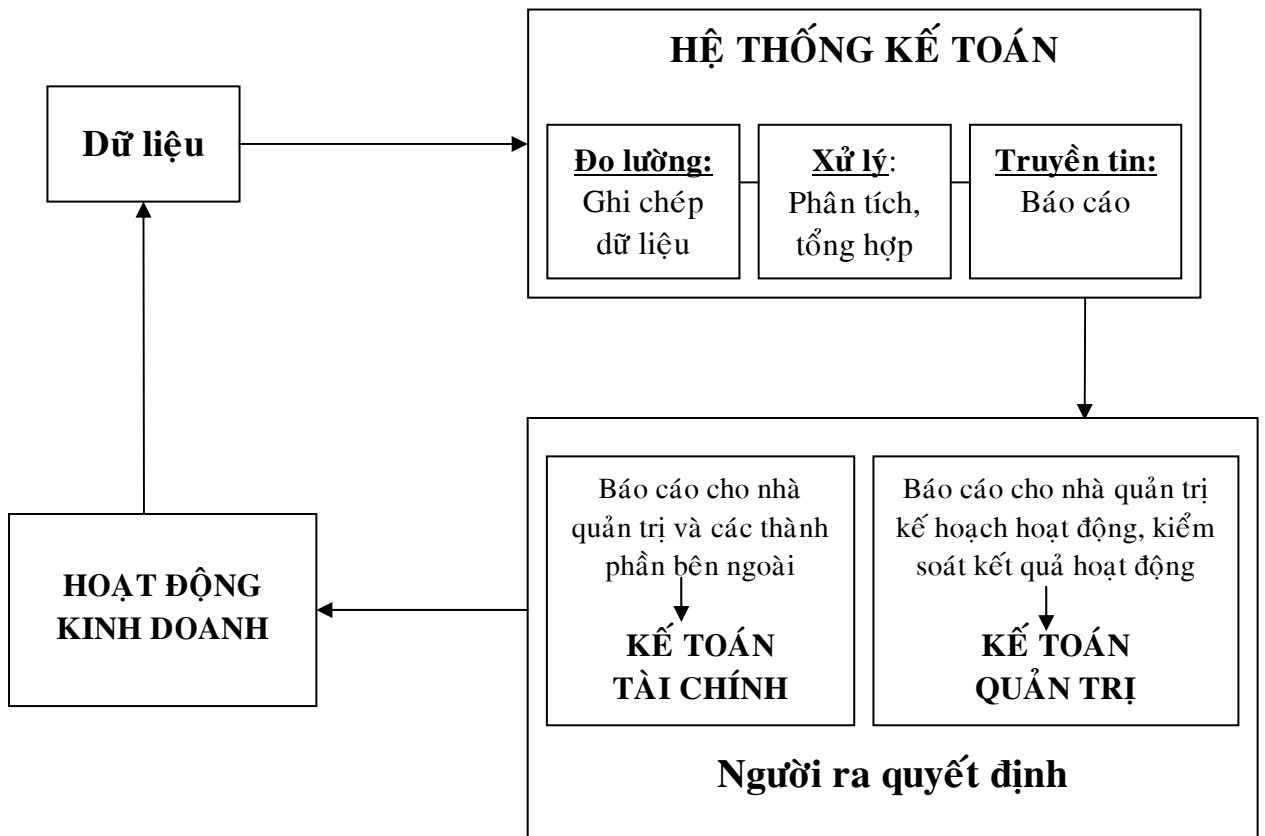 HỆ THỐNG KẾ TOÁN
Dữ liệu
Đo lường:
Ghi chép
dữ liệu
Xử lý:
Phân tích,
tổng hợp
Truyền tin:
Báo cáo
Báo cáo cho nhà
quản trị và các thành
phần bên ngoài
KẾ TOÁN
TÀI CHÍNH
Báo cáo cho nhà quản trị
kế hoạch hoạt động, kiểm
soát kết quả hoạt động
KẾ TOÁN
QUẢN TRỊ
Người ra quyết định
HOẠT ĐỘNG
KINH DOANH